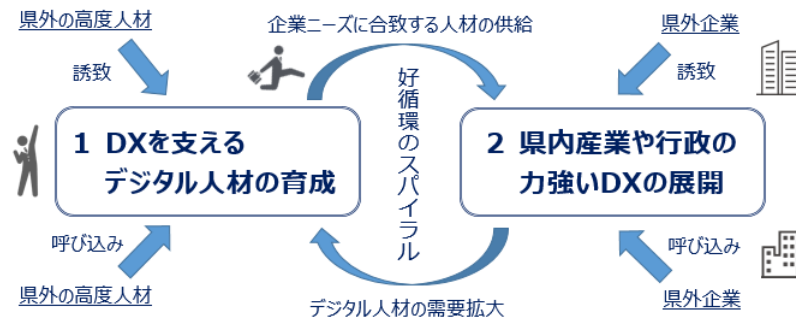 県外の高度人材
企業ニーズに合致する人材の供給
県外企業
誘致
誘致
1 DXを支える
デジタル人材の育成
好循環のスパイラル
2 県内産業や行政の
力強いDXの展開
呼び込み
呼び込み
県外の高度人材
デジタル人材の需要拡大
県外企業